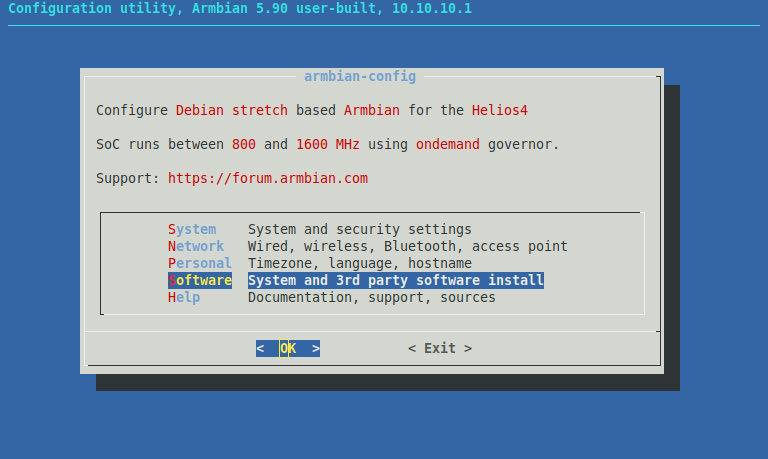 Configuration utility, Armbian 5.90 user-built, 10.10.10.1
armbian-config
Configure Debian stretch based Armbian for the Helios4
SoC runs between 800 and 1600 MHz using ondemand governor.
Support: https://forum.armbian.com
System System and security settings
Network Wired, wireless, Bluetooth, access point
Personal Timezone, language, hostname
Software System and 3rd party software install
Help Documentation, support, sources
< OK > < Exit >